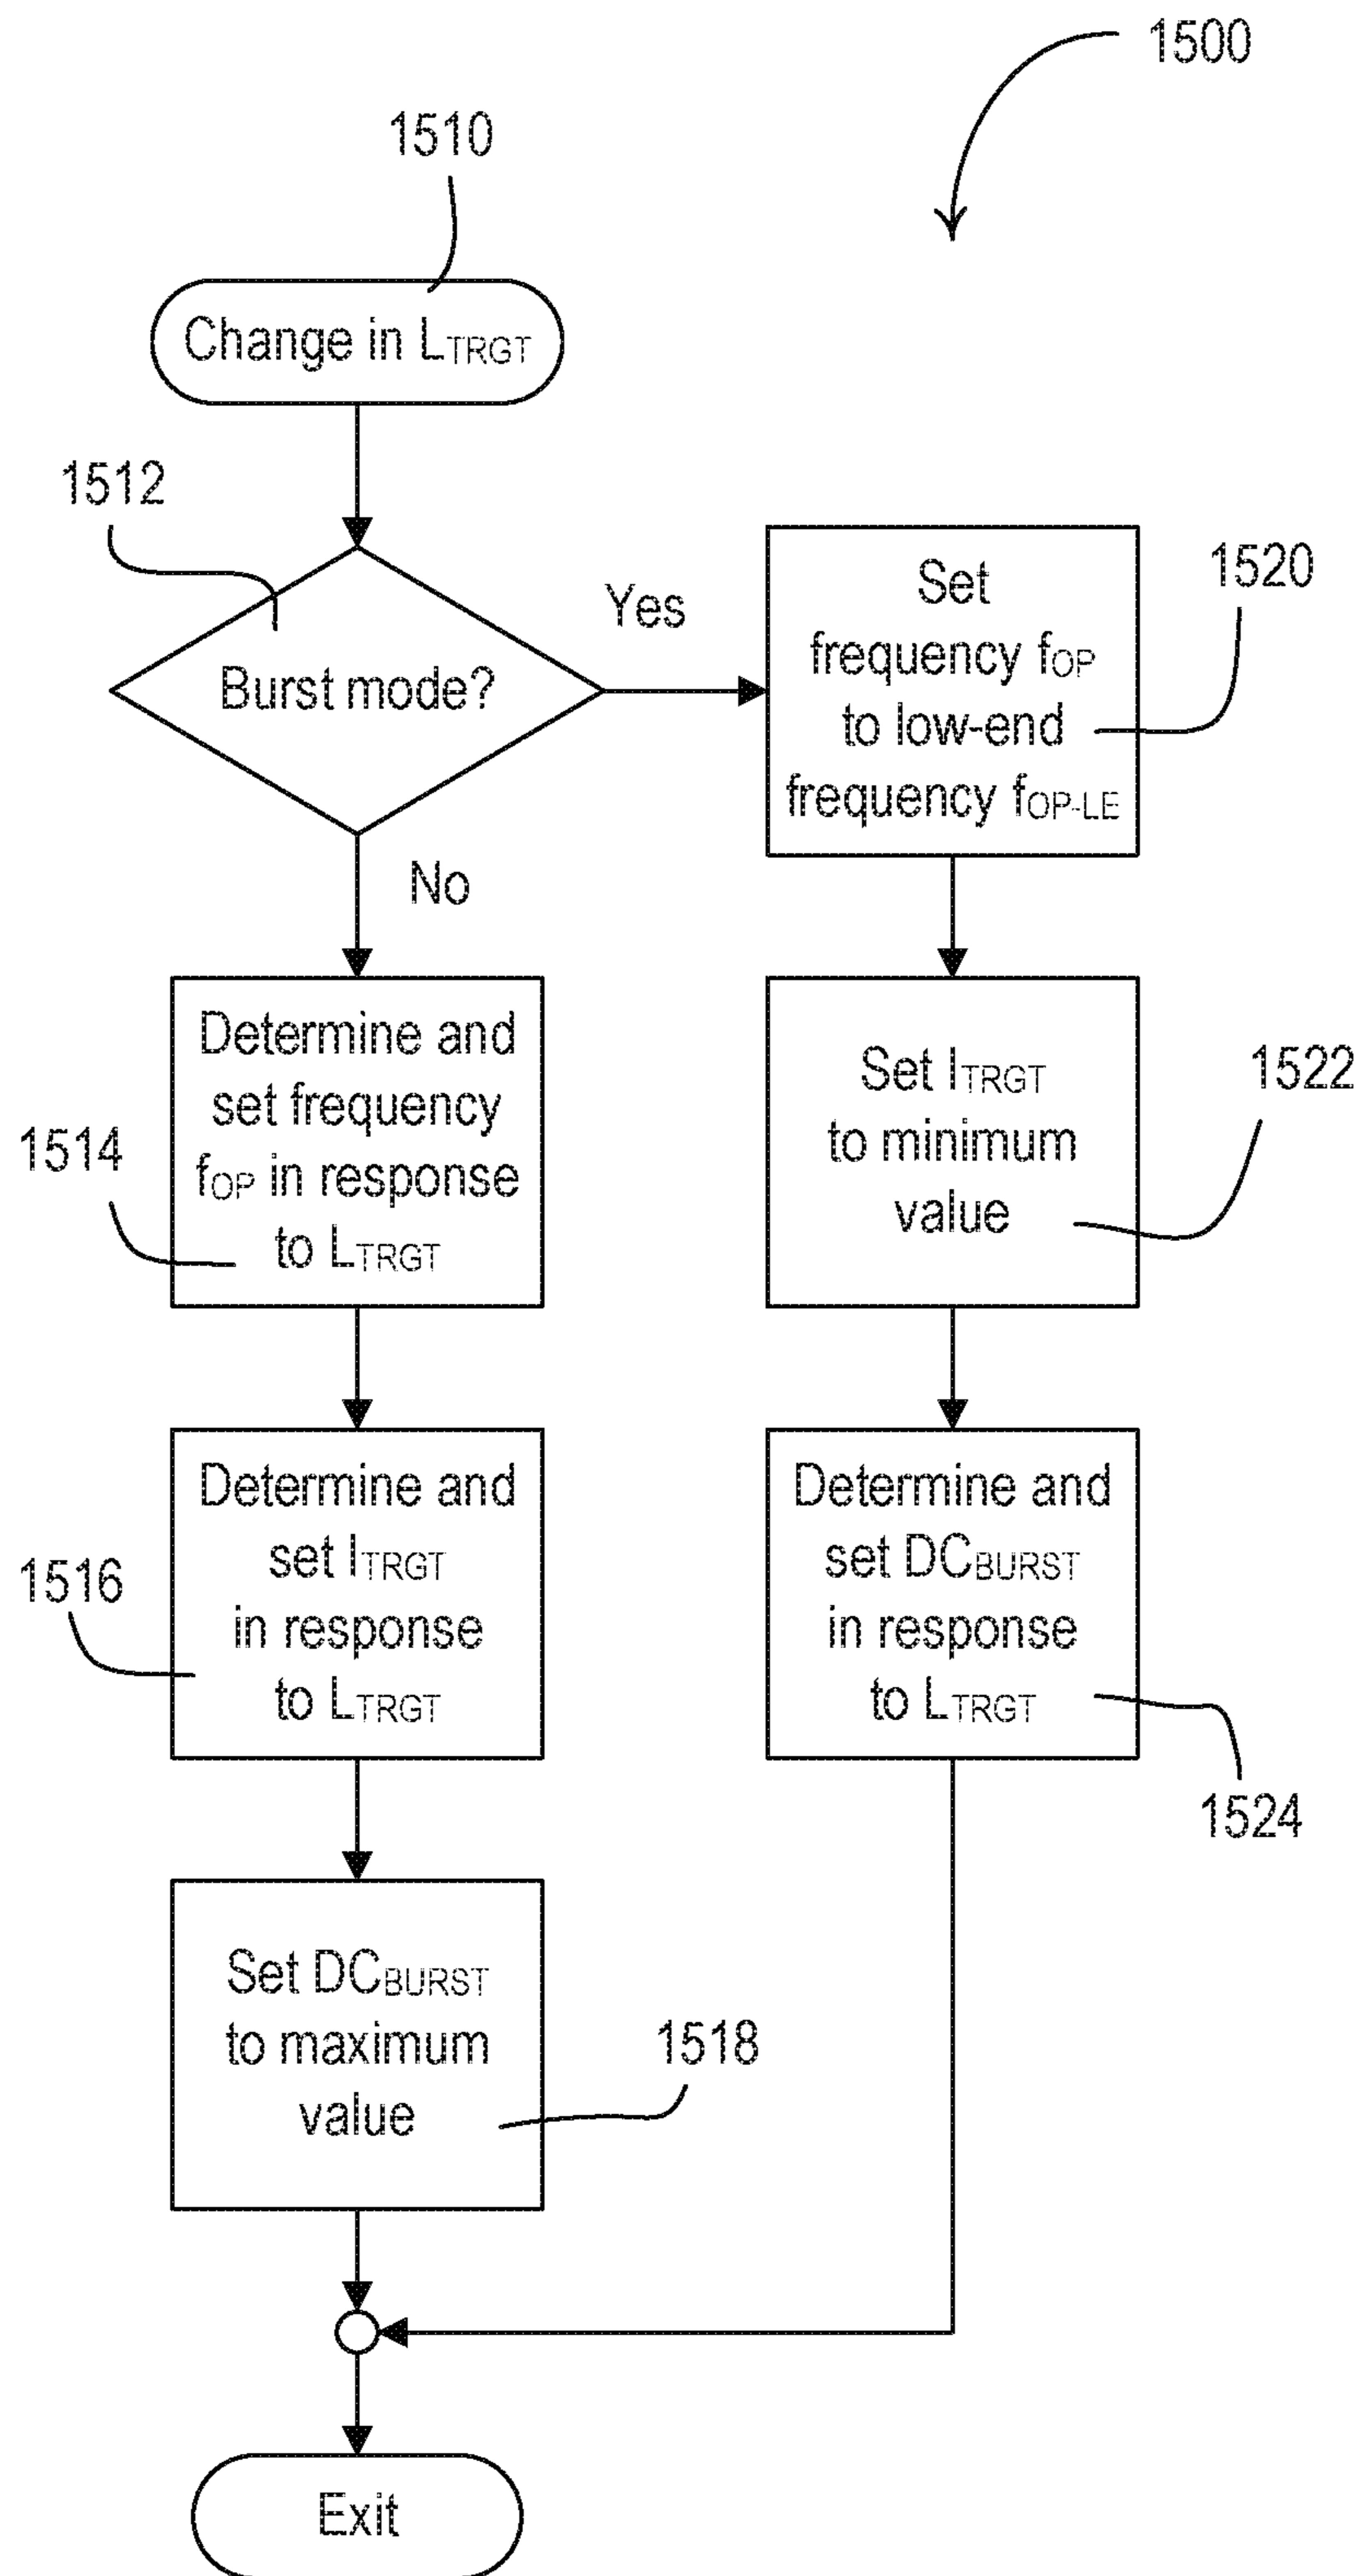 1500
1510
Change in LTRGT
1512
Burst mode?
Yes
No
Set
frequency fOP
to low-end
frequency fOP-LE
1520
Determine and
set frequency
fOP in response
to LTRGT
1514
Set ITRGT
to minimum
value
1522
Determine and
set ITRGT
in response
to LTRGT
1516
Determine and
set DCBURST
in response
to LTRGT
1524
Set DCBURST
to maximum
value
1518
Exit